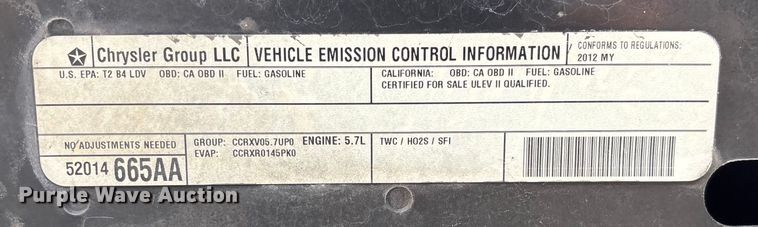 Chrysler Group LLC VEHICLE EMISSION CONTROL INFORMATION CONFORMS TO REGULATIONS:
2012 MY
U.S. EPA: T2 B4 LDV OBD: CA OBD II FUEL: GASOLINE
CALIFORNIA: OBD: CA OBD II FUEL: GASOLINE
CERTIFIED FOR SALE ULEV II QUALIFIED.
NO ADJUSTMENTS NEEDED
52014 665AA
GROUP: CCRXV05.7UP0 ENGINE: 5.7L
EVAP: CCRXR0145PK0
TWC / HO2S / SFI
Purple Wave Auction